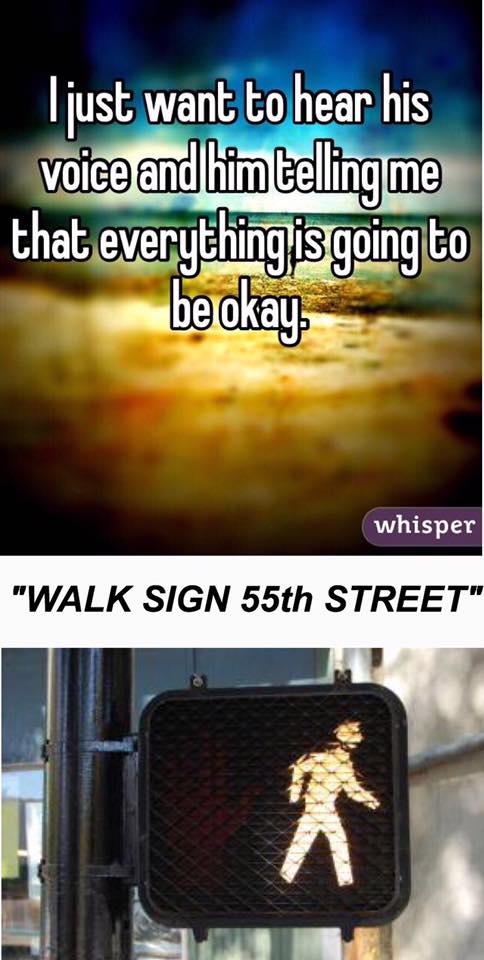 I just want to hear his
voice and him telling me
that everything is going to
be okay.
whisper
"WALK SIGN 55th STREET"